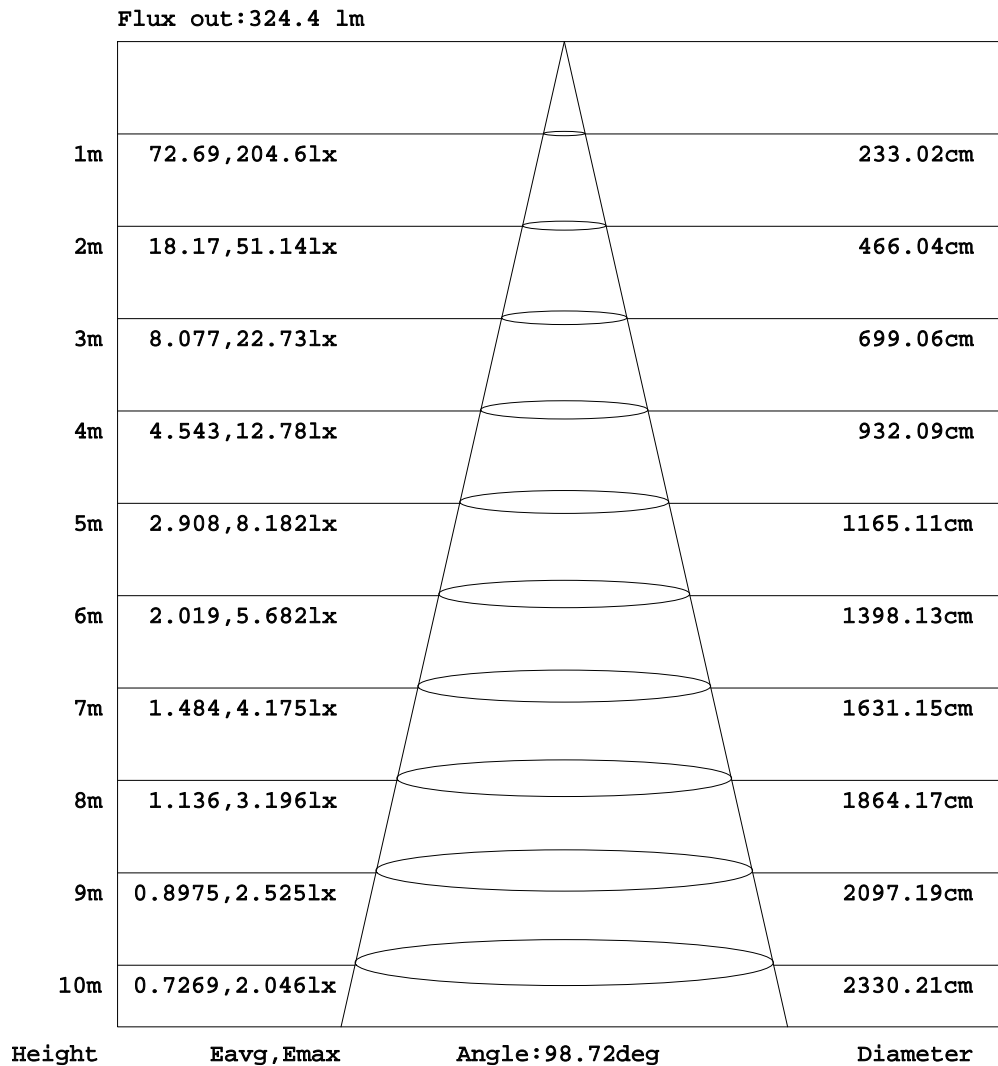 Flux out:324.4 lm
1m 72.69,204.6lx 233.02cm
2m 18.17,51.14lx 466.04cm
3m 8.077,22.73lx 699.06cm
4m 4.543,12.78lx 932.09cm
5m 2.908,8.182lx 1165.11cm
6m 2.019,5.682lx 1398.13cm
7m 1.484,4.175lx 1631.15cm
8m 1.136,3.196lx 1864.17cm
9m 0.8975,2.525lx 2097.19cm
10m 0.7269,2.046lx 2330.21cm
Height Eavg,Emax Angle:98.72deg Diameter